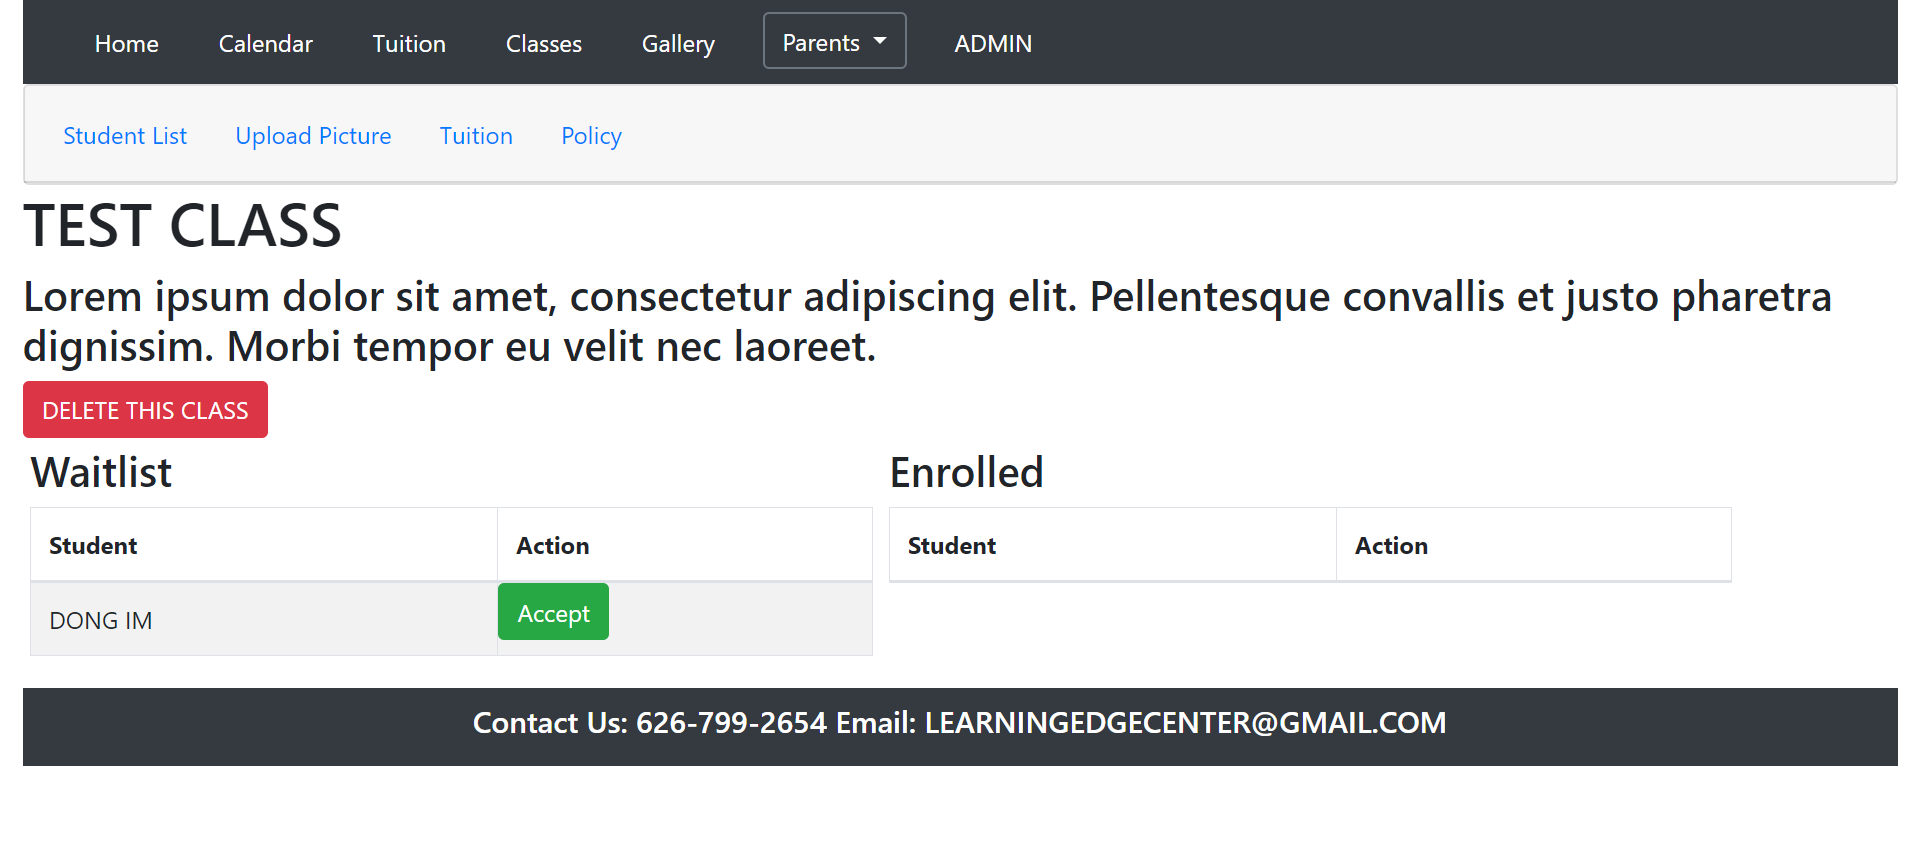 Home Calendar Tuition Classes Gallery Parents ADMIN
Student List Upload Picture Tuition Policy
TEST CLASS
Lorem ipsum dolor sit amet, consectetur adipiscing elit. Pellentesque convallis et justo pharetra
dignissim. Morbi tempor eu velit nec laoreet.
DELETE THIS CLASS
Waitlist
Student Action
DONG IM Accept
Enrolled
Student Action
Contact Us: 626-799-2654 Email: LEARNINGEDGECENTER@GMAIL.COM